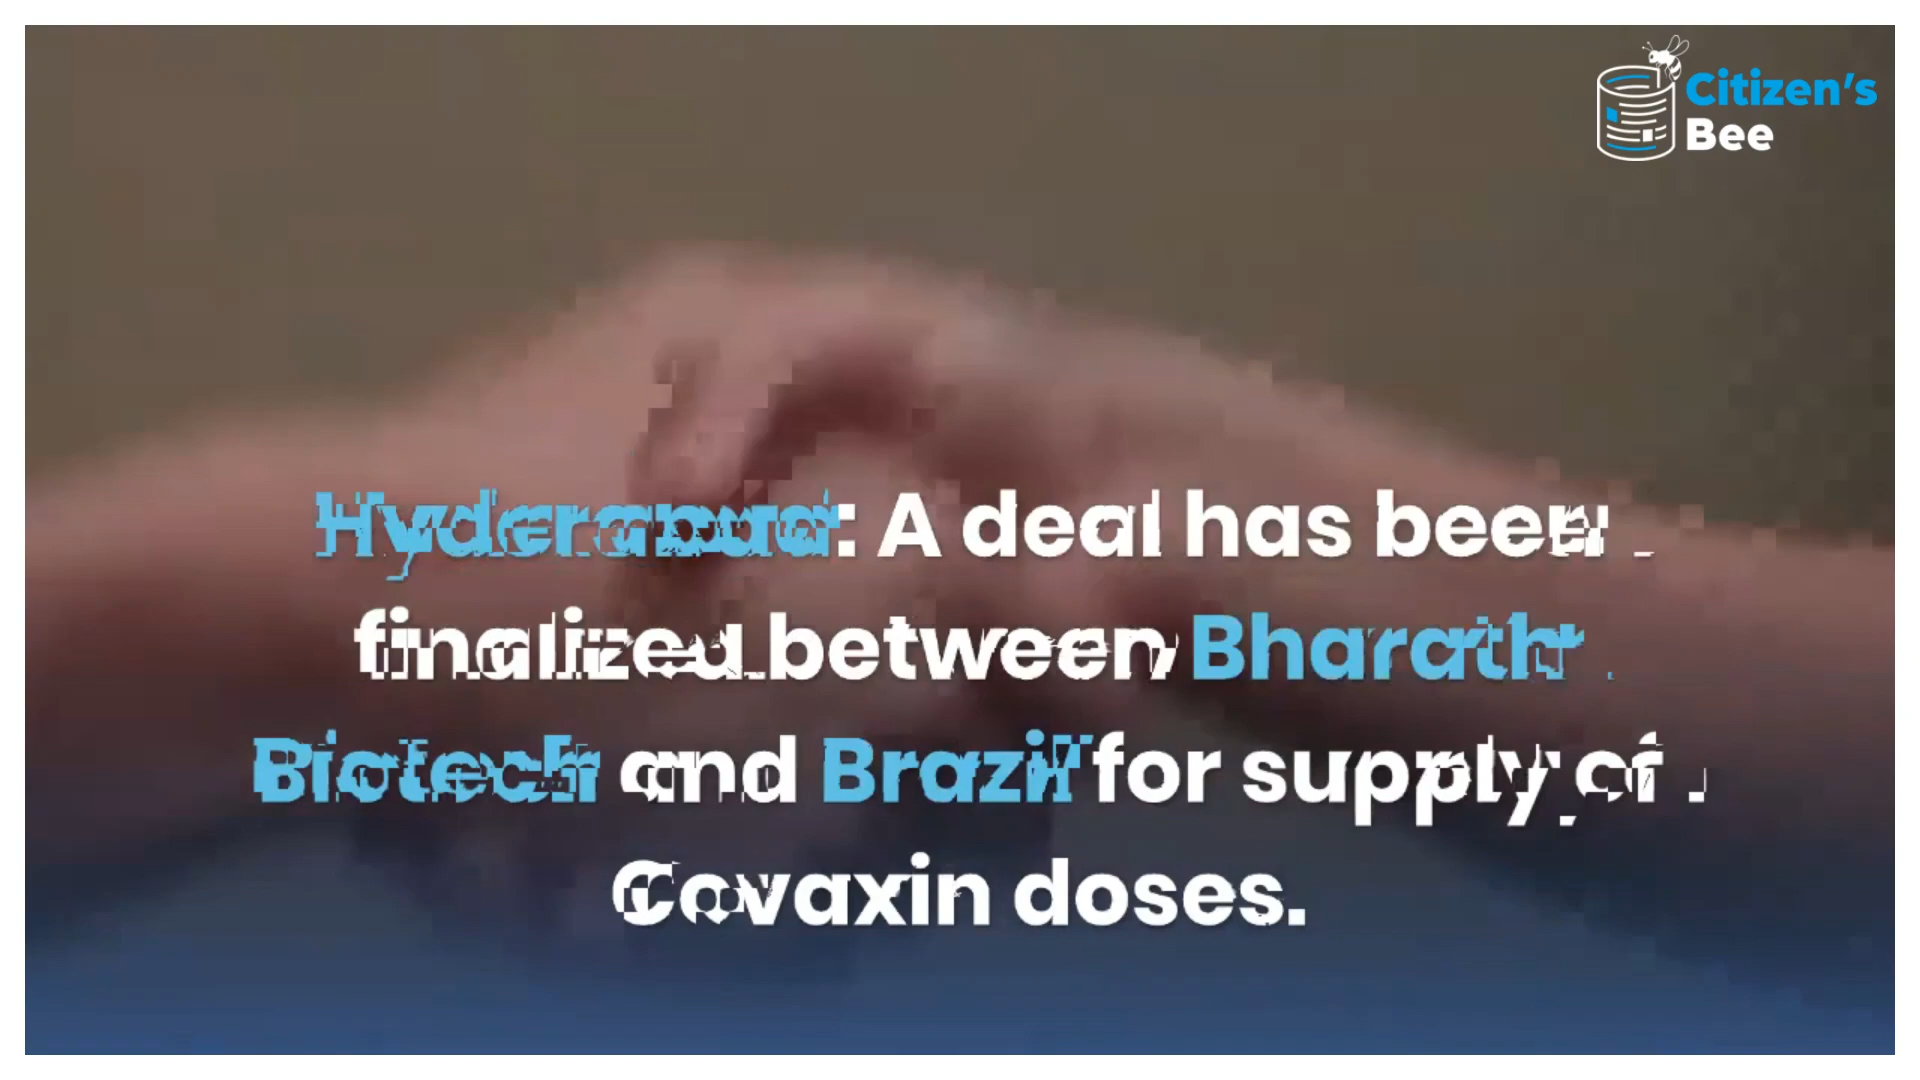 Citizen's
Bee
Hyderabad: A deal has been
finalized between Bharath
Biotech and Brazil for supply of
Covaxin doses.